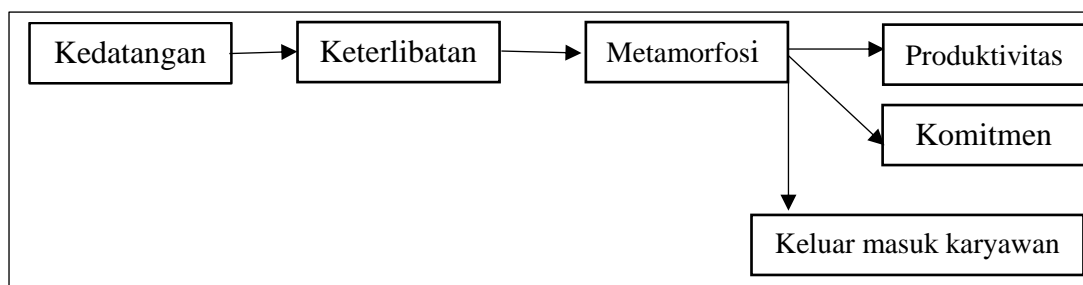 Kedatangan
Keterlibatan
Metamorfosi
Produktivitas
Komitmen
Keluar masuk karyawan